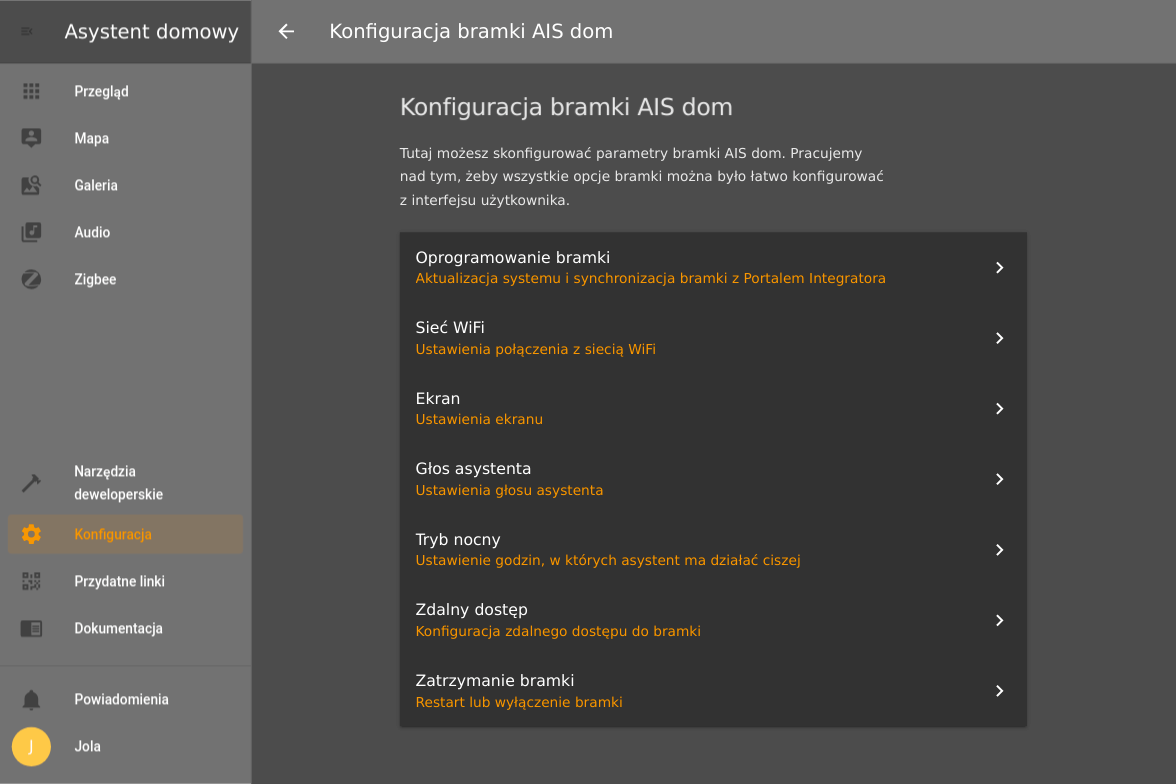 Asystent domowy
Przegląd
Mapa
Galeria
Audio
Zigbee
Narzędzia
deweloperskie
Konfiguracja
Przydatne linki
Dokumentacja
Powiadomienia
J
Jola
Konfiguracja bramki AIS dom
Konfiguracja bramki AIS dom
Tutaj możesz skonfigurować parametry bramki AIS dom. Pracujemy
nad tym, żeby wszystkie opcje bramki można było łatwo konfigurować
z interfejsu użytkownika.
Oprogramowanie bramki
Aktualizacja systemu i synchronizacja bramki z Portalem Integratora
Sieć WiFi
Ustawienia połączenia z siecią WiFi
Ekran
Ustawienia ekranu
Głos asystenta
Ustawienia głosu asystenta
Tryb nocny
Ustawienie godzin, w których asystent ma działać ciszej
Zdalny dostęp
Konfiguracja zdalnego dostępu do bramki
Zatrzymanie bramki
Restart lub wyłączenie bramki